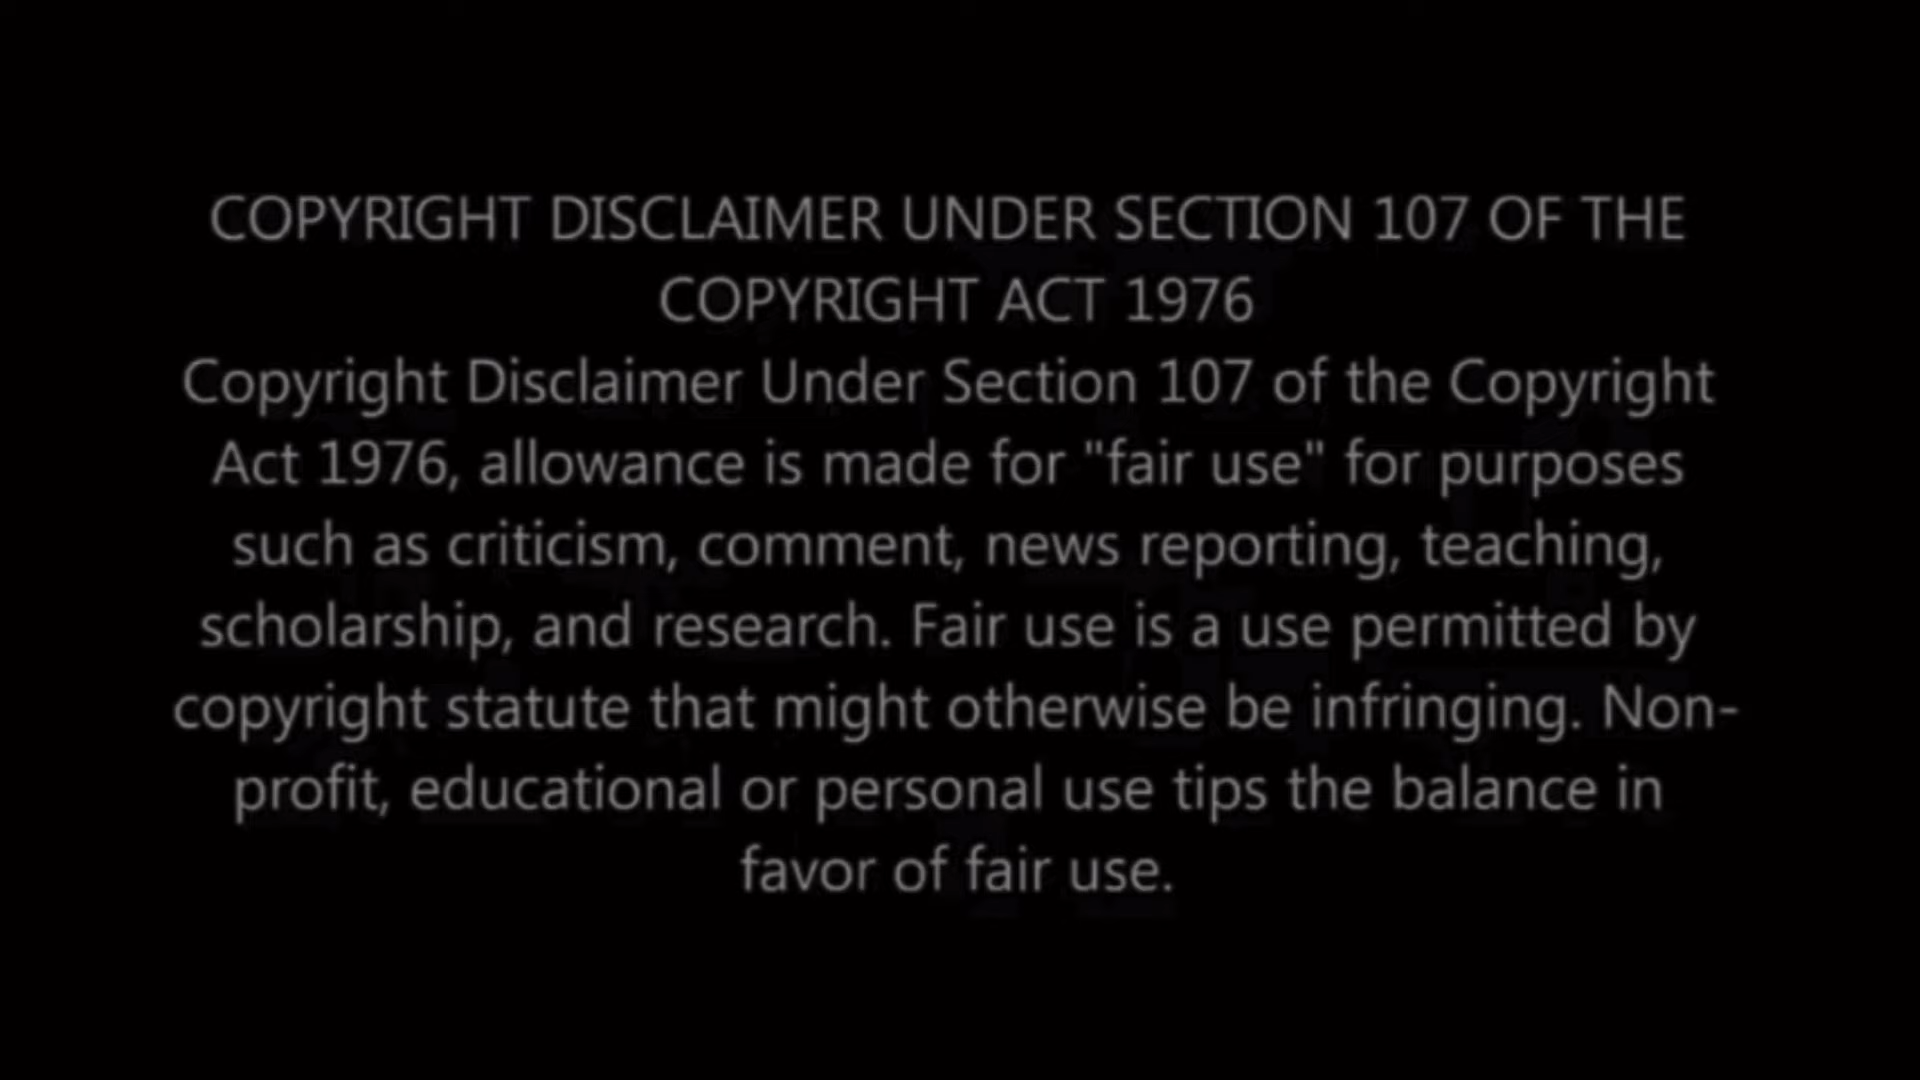 COPYRIGHT DISCLAIMER UNDER SECTION 107 OF THE
COPYRIGHT ACT 1976
Copyright Disclaimer Under Section 107 of the Copyright
Act 1976, allowance is made for "fair use" for purposes
such as criticism, comment, news reporting, teaching,
scholarship, and research. Fair use is a use permitted by
copyright statute that might otherwise be infringing. Non-
profit, educational or personal use tips the balance in
favor of fair use.